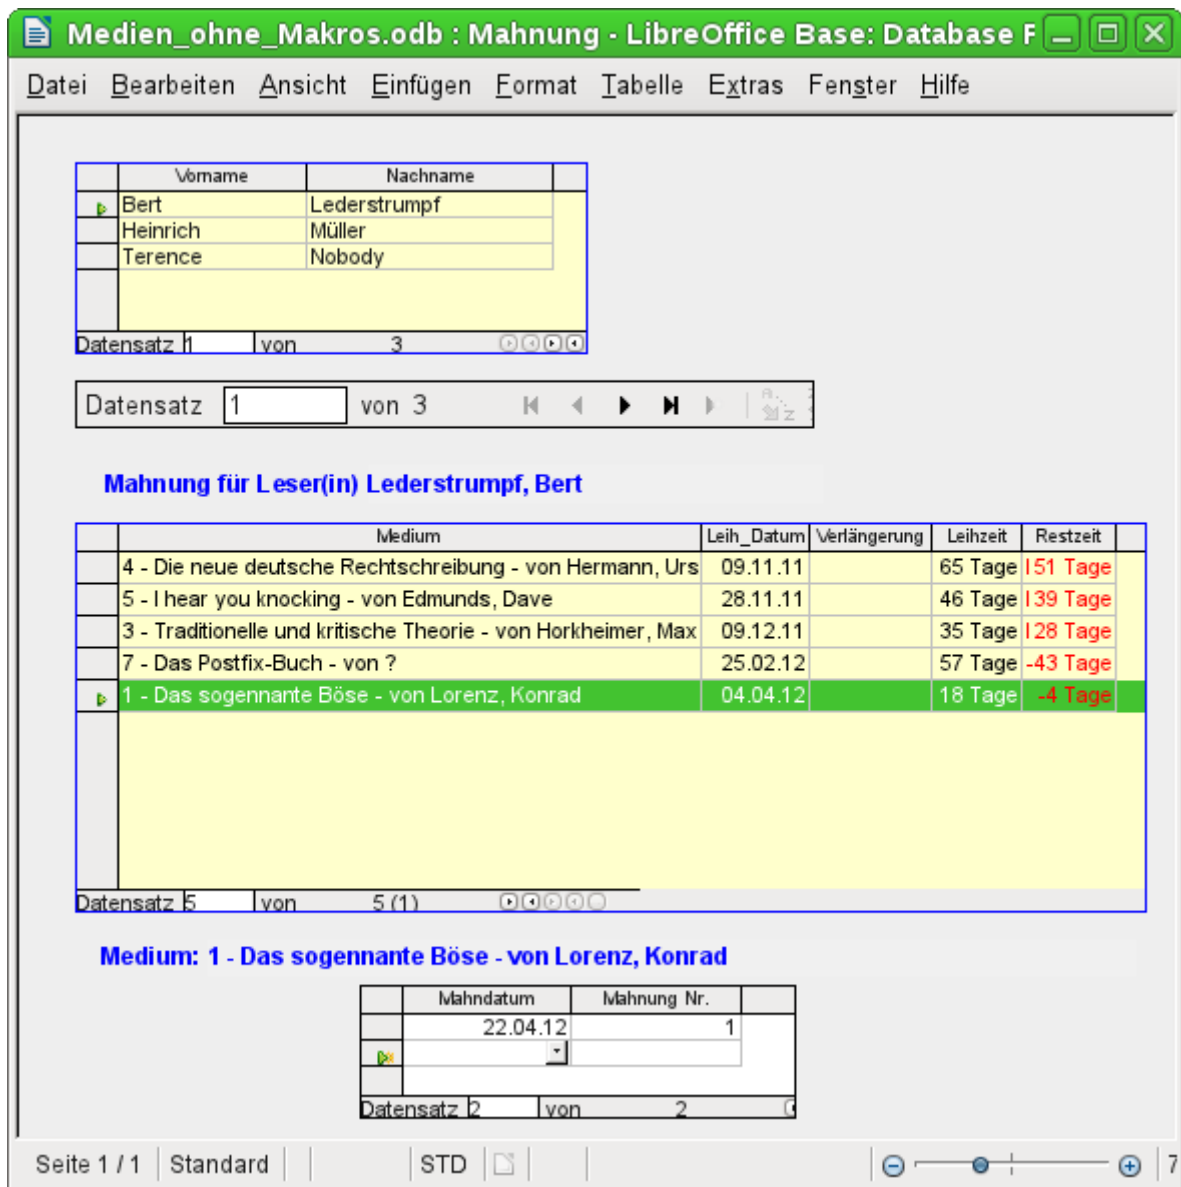 Medien_ohne_Makros.odb : Mahnung - LibreOffice Base: Database F
Datei Bearbeiten Ansicht Einfügen Format Tabelle Extras Fenster Hilfe
Vorname Nachname
Bert Lederstrumpf
Heinrich Müller
Terence Nobody
Datensatz 1 von 3
Datensatz 1 von 3
Mahnung für Leser(in) Lederstrumpf, Bert
Medium Leih_Datum Verlängerung Leihzeit Restzeit
4 - Die neue deutsche Rechtschreibung - von Hermann, Urs 09.11.11 65 Tage 51 Tage
5 - I hear you knocking - von Edmunds, Dave 28.11.11 46 Tage 39 Tage
3 - Traditionelle und kritische Theorie - von Horkheimer, Max 09.12.11 35 Tage 28 Tage
7 - Das Postfix-Buch - von ? 25.02.12 57 Tage -43 Tage
1 - Das sogennante Böse - von Lorenz, Konrad 04.04.12 18 Tage -4 Tage
Datensatz 5 von 5 (1)
Medium: 1 - Das sogennante Böse - von Lorenz, Konrad
Mahndatum Mahnung Nr.
22.04.12 1
Datensatz 2 von 2
Seite 1 / 1 Standard STD 7